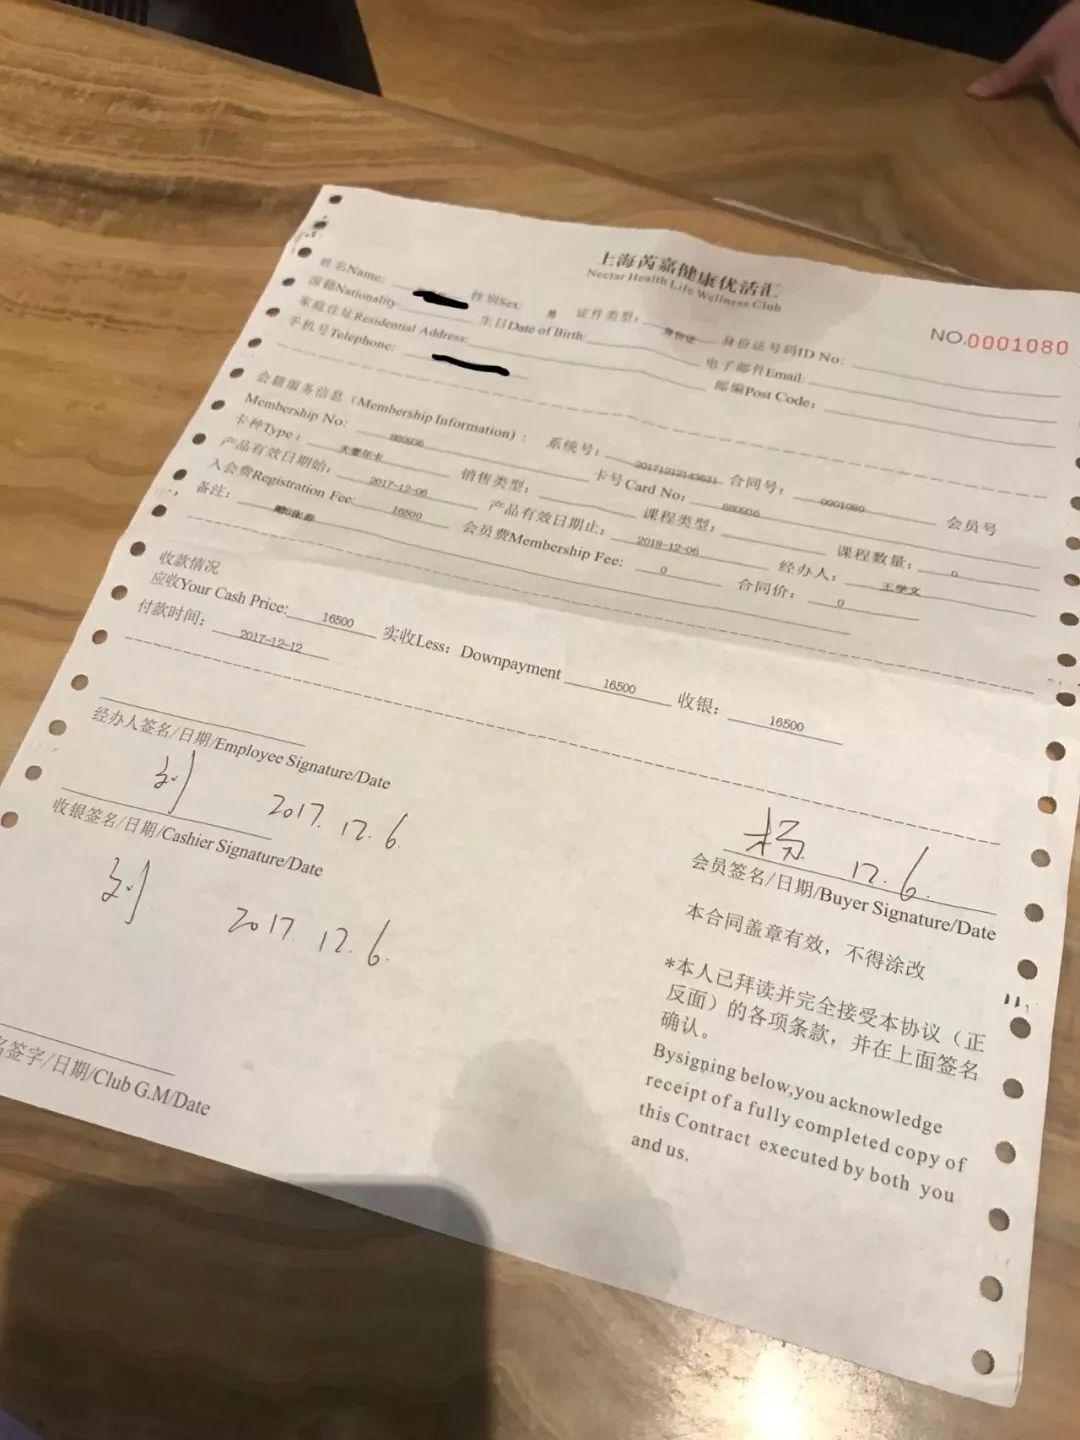 上海芮嘉健康优活汇
Nectar Health Life Wellness Club
NO.0001080
姓名Name: 性别Sex: 男 证件类型: 身份证 身份证号码ID No:
国籍Nationality: 生日Date of Birth: 电子邮件Email:
家庭住址Residential Address: 邮编Post Code:
手机号Telephone:
会籍服务信息（Membership Information）: 系统号: 20171212143631 合同号: 0001080 会员号
Membership No: 880936 卡号Card No: 880936
卡种Type: 夫妻年卡 销售类型: 课程类型: 课程数量: 0
产品有效日期始: 2017-12-06 产品有效日期止: 2018-12-06 经办人: 王学文
入会费Registration Fee: 16500 会员费Membership Fee: 0 合同价: 0
备注:
收款情况
应收Your Cash Price: 16500 实收Less: Downpayment 16500 收银: 16500
付款时间: 2017-12-12
经办人签名/日期/Employee Signature/Date
刘 2017.12.6.
收银签名/日期/Cashier Signature/Date
刘 2017.12.6.
签字/日期/Club G.M/Date
杨 12.6.
会员签名/日期/Buyer Signature/Date
本合同盖章有效，不得涂改
*本人已拜读并完全接受本协议（正
反面）的各项条款，并在上面签名
确认。
Bysigning below,you acknowledge
receipt of a fully completed copy of
this Contract executed by both you
and us.